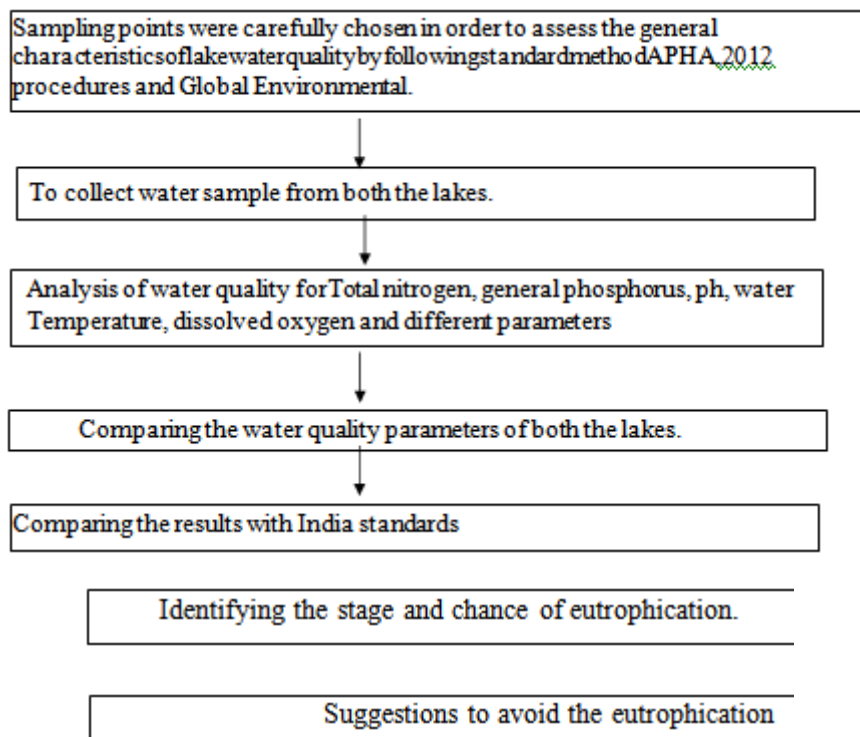 Sampling points were carefully chosen in order to assess the general
characteristicsoflakewaterqualitybyfollowingstandardmethodAPHA,2012
procedures and Global Environmental.
To collect water sample from both the lakes.
Analysis of water quality forTotal nitrogen, general phosphorus, ph, water
Temperature, dissolved oxygen and different parameters
Comparing the water quality parameters of both the lakes.
Comparing the results with India standards
Identifying the stage and chance of eutrophication.
Suggestions to avoid the eutrophication